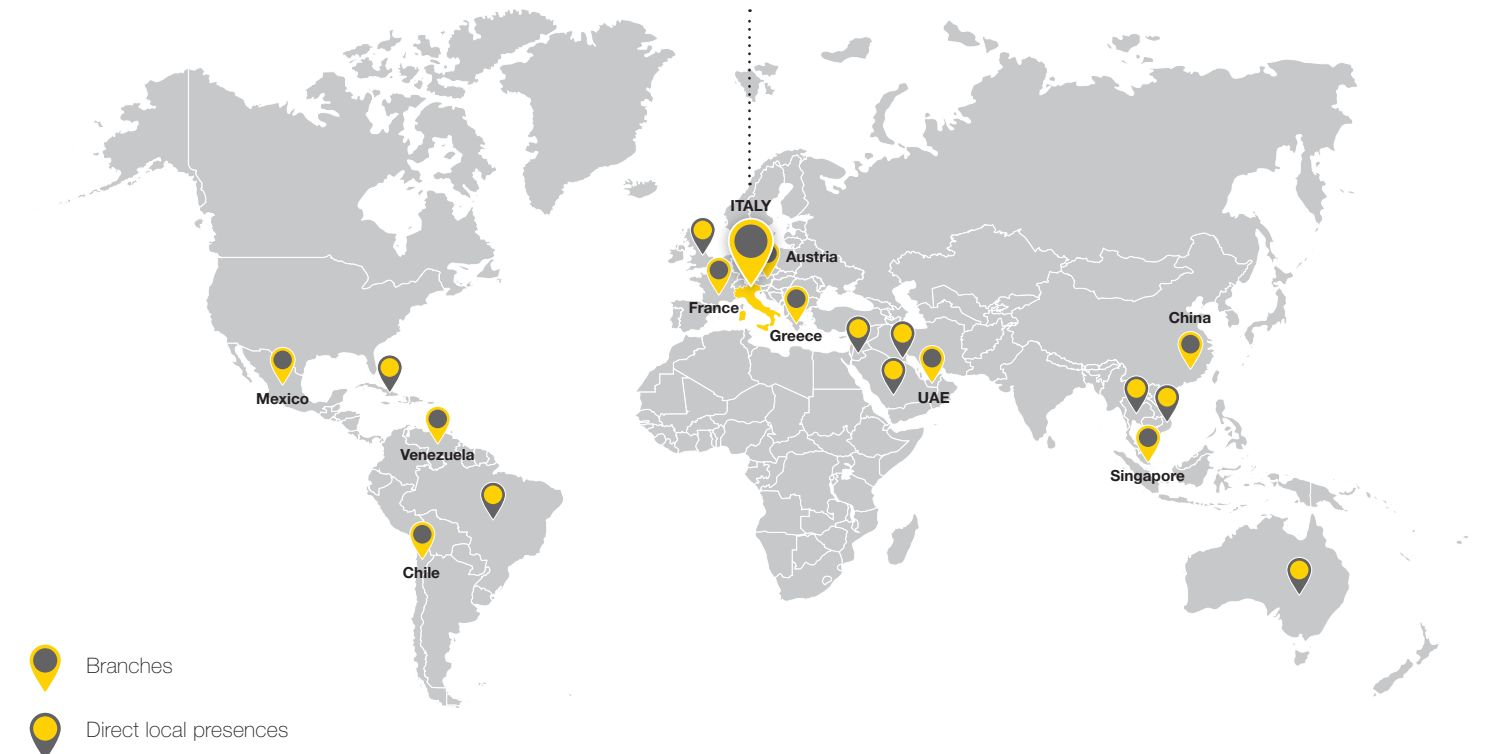 ITALY
Austria
France
Greece
China
Mexico
UAE
Venezuela
Singapore
Chile
Branches
Direct local presences